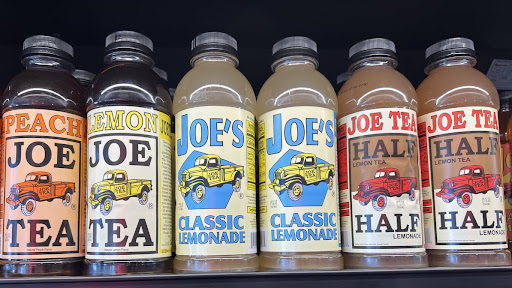 PEACH
JOE
TEA
LEMON
JOE
TEA
JOE'S
CLASSIC
LEMONADE
JOE'S
CLASSIC
LEMONADE
JOE TEA
HALF
LEMON TEA
HALF
LEMONADE
JOE TEA
HALF
LEMON TEA
HALF
LEMONADE